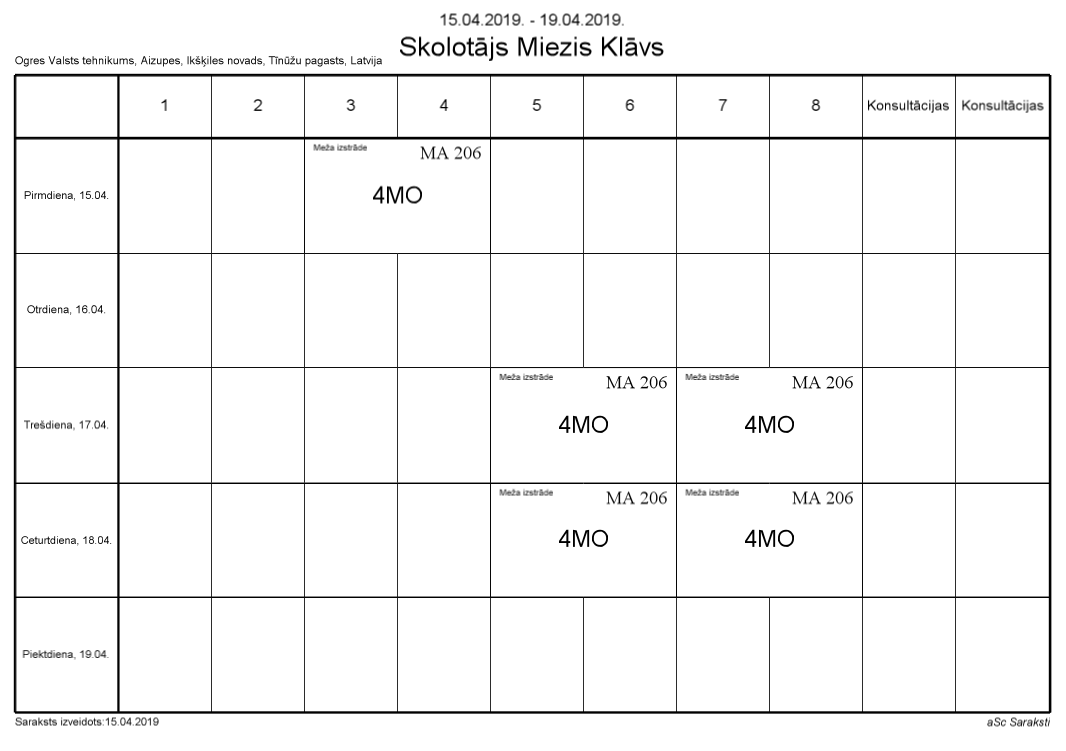 15.04.2019. - 19.04.2019.
Skolotājs Miezis Klāvs
Ogres Valsts tehnikums, Aizupes, Ikšķiles novads, Tīnūžu pagasts, Latvija
1 2 3 4 5 6 7 8 Konsultācijas Konsultācijas
Meža izstrāde MA 206
Pirmdiena, 15.04. 4MO
Otrdiena, 16.04.
Meža izstrāde MA 206 Meža izstrāde MA 206
Trešdiena, 17.04. 4MO 4MO
Meža izstrāde MA 206 Meža izstrāde MA 206
Ceturtdiena, 18.04. 4MO 4MO
Piektdiena, 19.04.
Saraksts izveidots:15.04.2019 aSc Saraksti